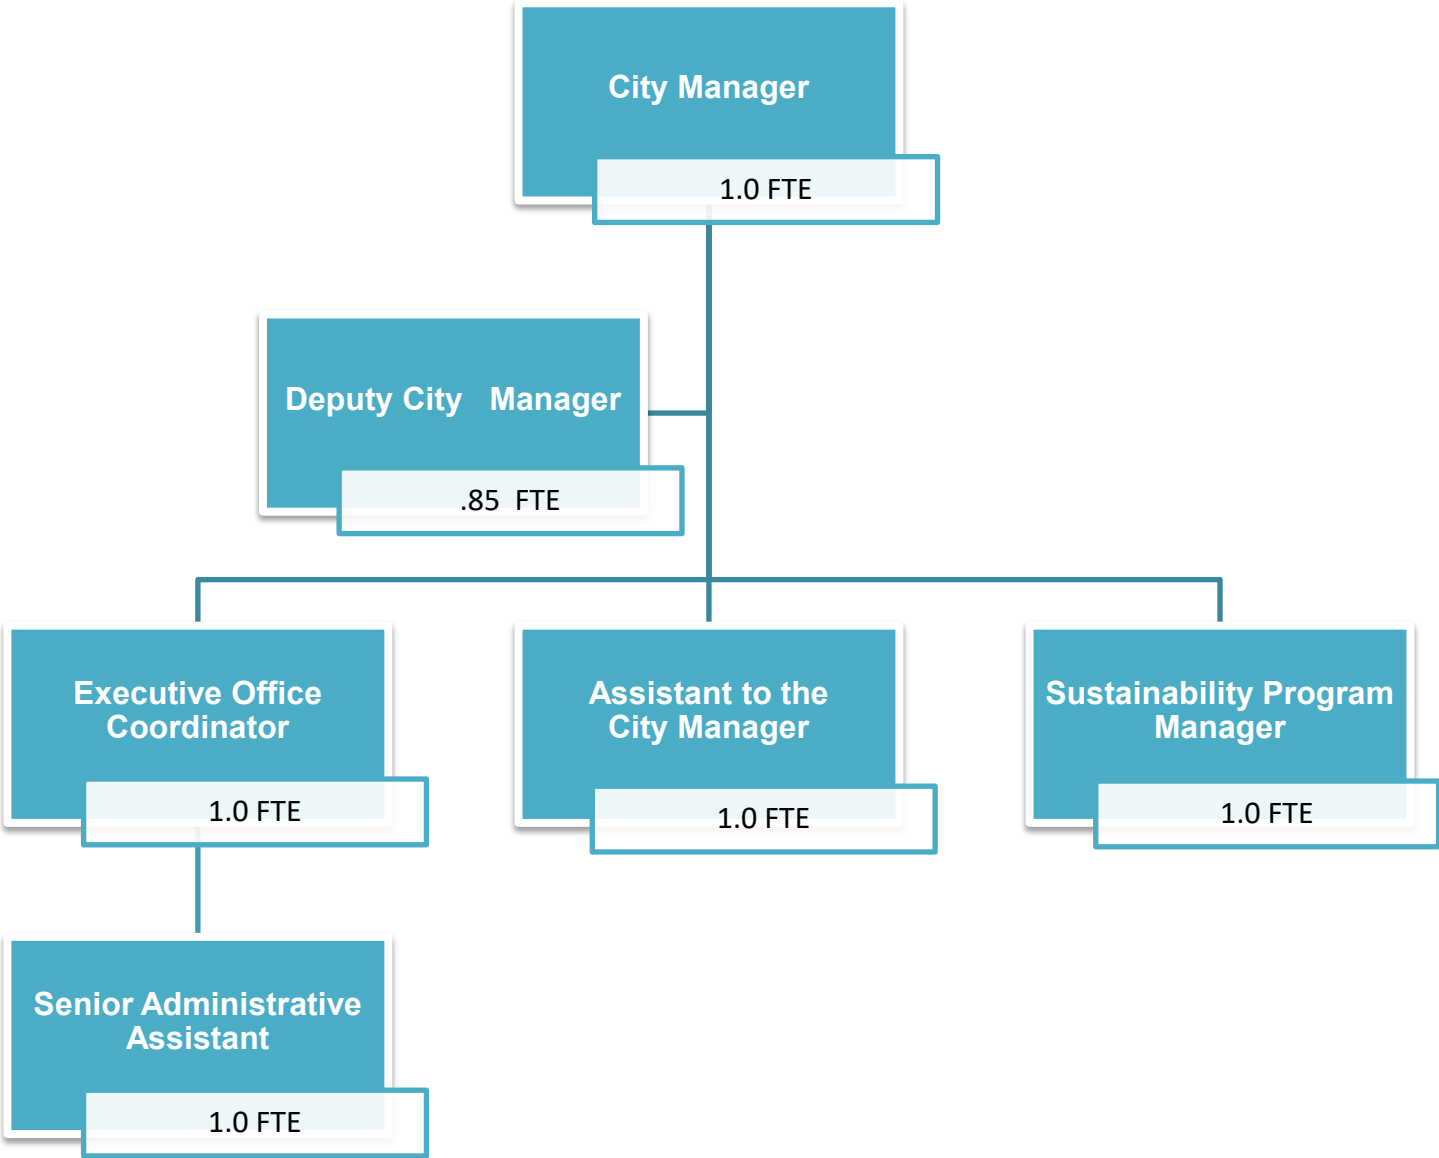 City Manager
1.0 FTE
Deputy City Manager
.85 FTE
Executive Office
Coordinator
1.0 FTE
Assistant to the
City Manager
1.0 FTE
Sustainability Program
Manager
1.0 FTE
Senior Administrative
Assistant
1.0 FTE